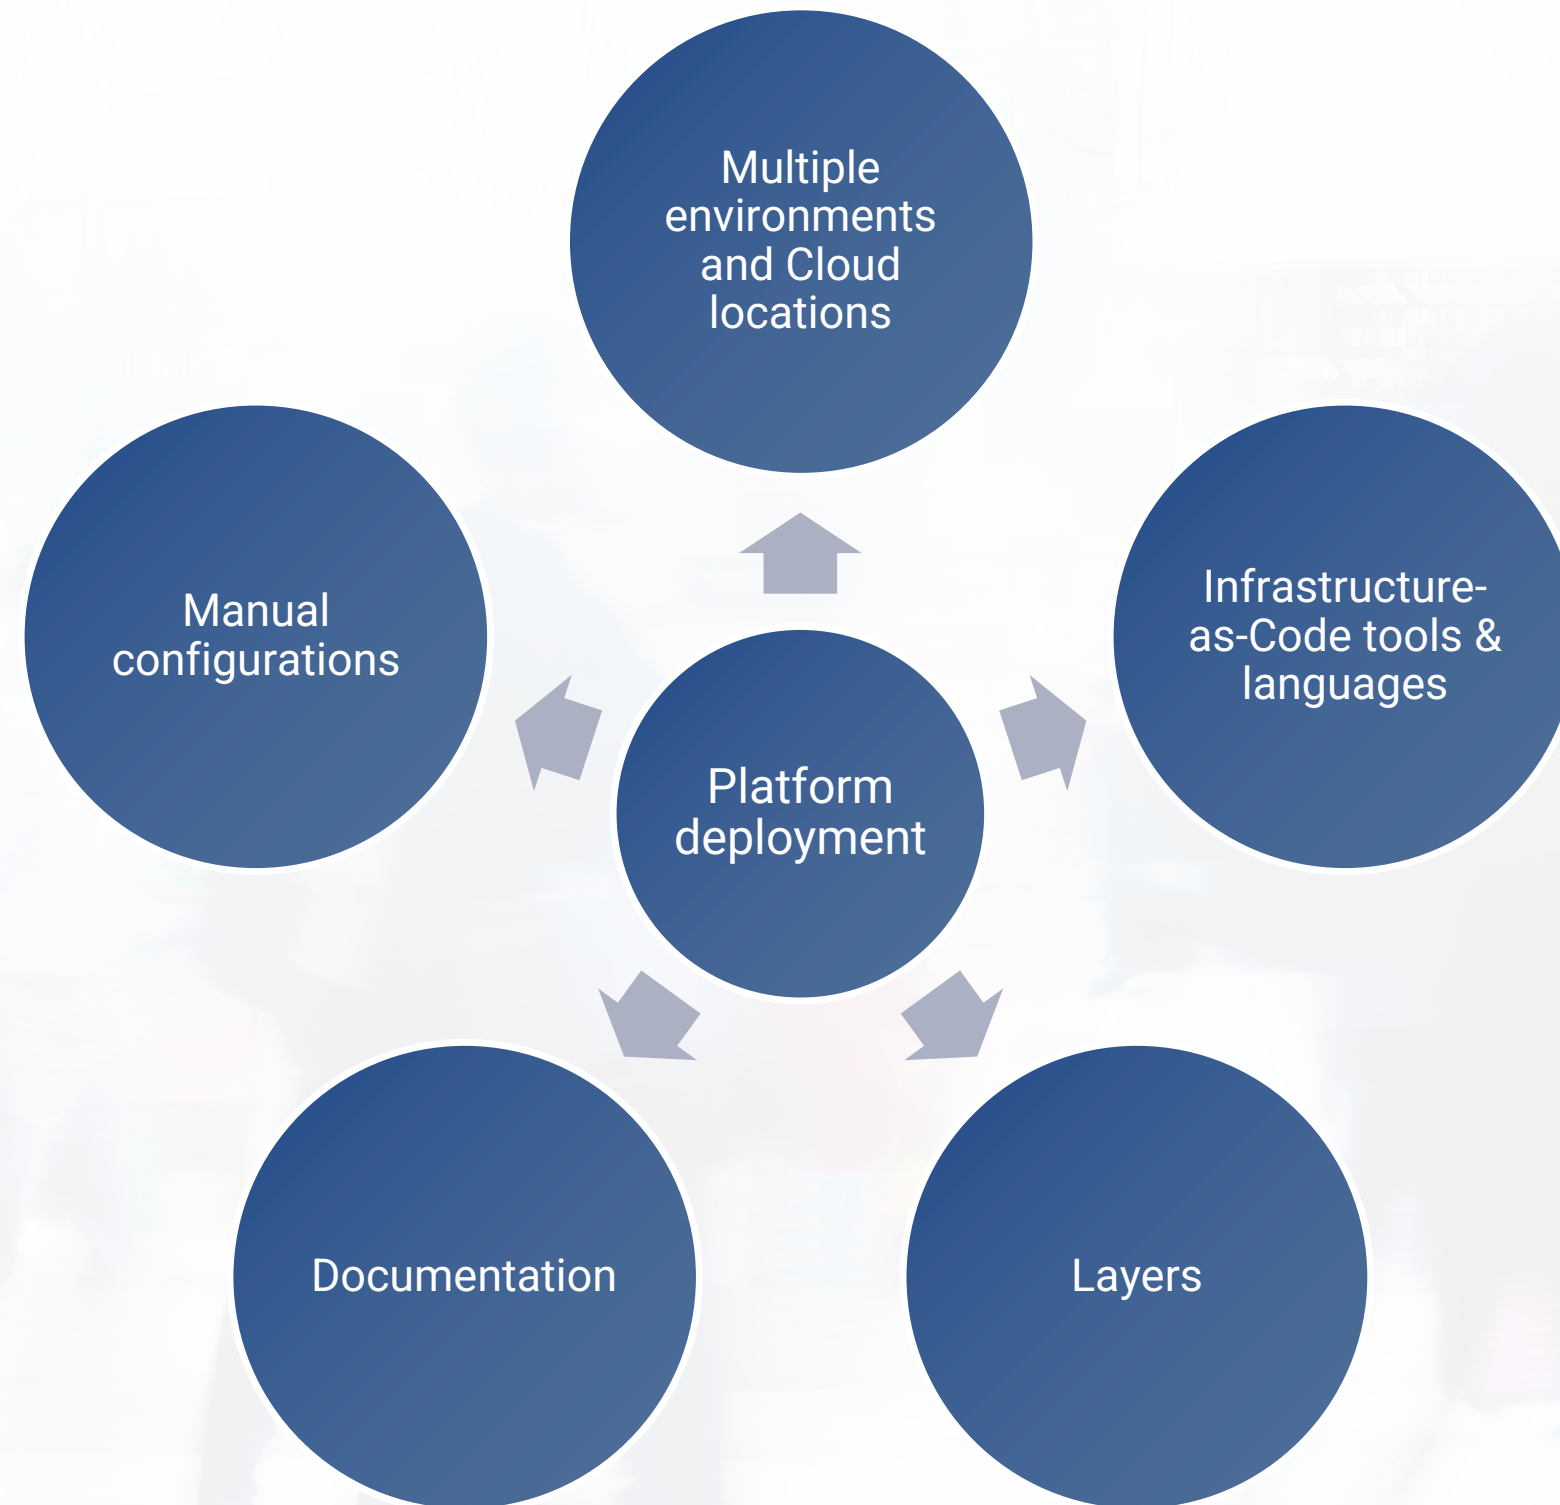 Multiple
environments
and Cloud
locations
Manual
configurations
Infrastructure-
as-Code tools &
languages
Platform
deployment
Documentation
Layers